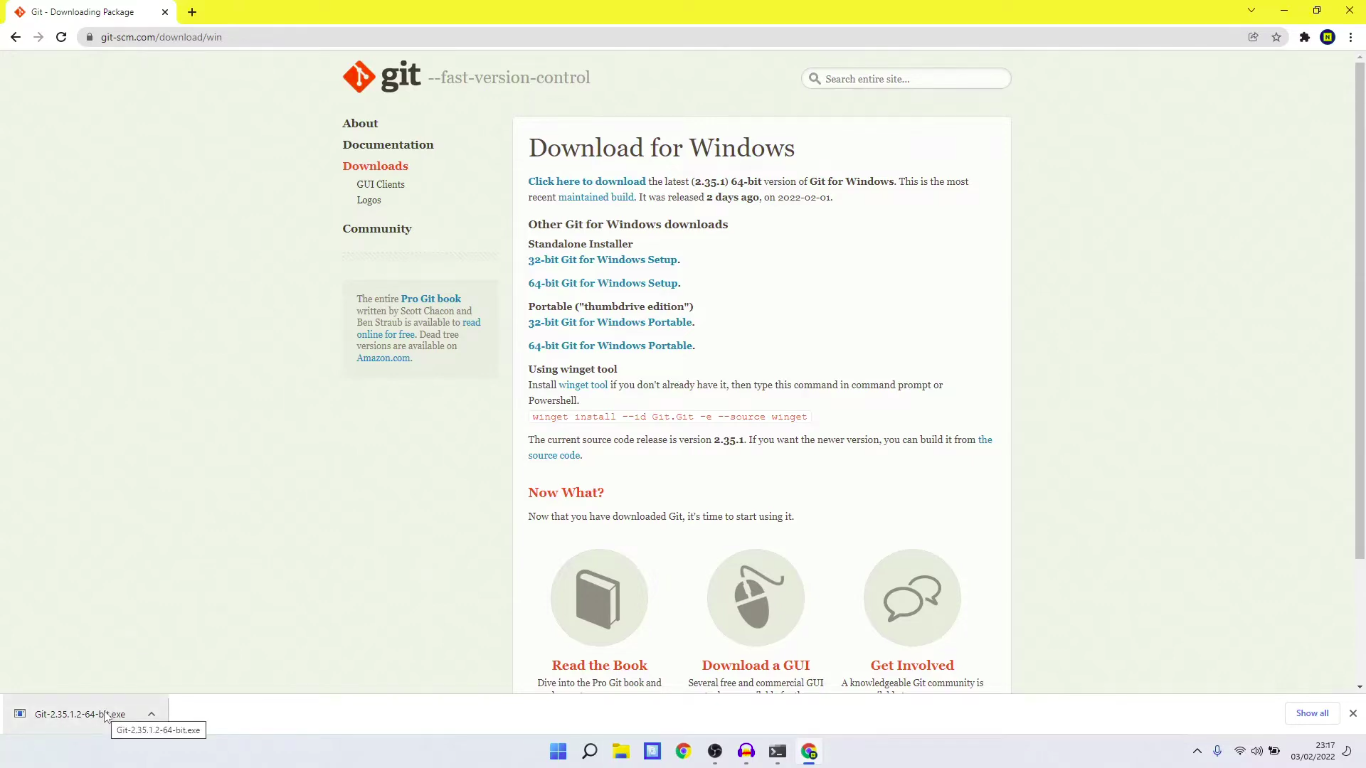 Git - Downloading Package
git-scm.com/download/win
git --fast-version-control
Search entire site...
About
Documentation
Downloads
GUI Clients
Logos
Community
The entire Pro Git book
written by Scott Chacon and
Ben Straub is available to read
online for free. Dead tree
versions are available on
Amazon.com.
Download for Windows
Click here to download the latest (2.35.1) 64-bit version of Git for Windows. This is the most
recent maintained build. It was released 2 days ago, on 2022-02-01.
Other Git for Windows downloads
Standalone Installer
32-bit Git for Windows Setup.
64-bit Git for Windows Setup.
Portable ("thumbdrive edition")
32-bit Git for Windows Portable.
64-bit Git for Windows Portable.
Using winget tool
Install winget tool if you don't already have it, then type this command in command prompt or
Powershell.
winget install --id Git.Git -e --source winget
The current source code release is version 2.35.1. If you want the newer version, you can build it from the
source code.
Now What?
Now that you have downloaded Git, it's time to start using it.
Read the Book
Dive into the Pro Git book and
Download a GUI
Several free and commercial GUI
Get Involved
A knowledgeable Git community is
Git-2.35.1.2-64-bit.exe
Git-2.35.1.2-64-bit.exe
Show all
23:17
03/02/2022